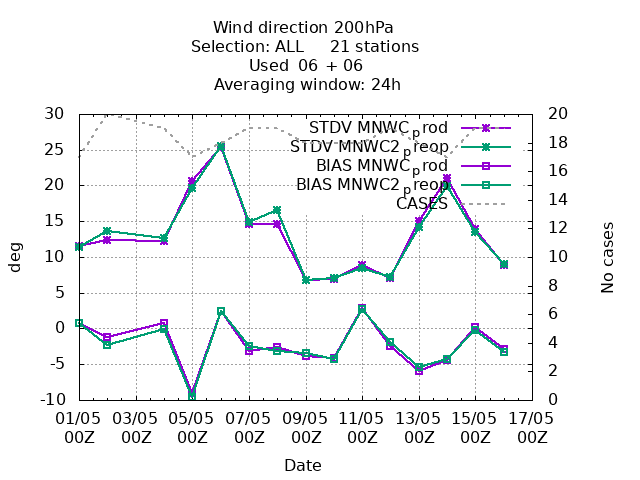 Wind direction 200hPa
Selection: ALL 21 stations
Used 06 + 06
Averaging window: 24h
30
25
20
15
10
5
0
-5
-10
deg
20
18
16
14
12
10
8
6
4
2
0
No cases
STDV MNWC_prod
STDV MNWC2_preop
BIAS MNWC_prod
BIAS MNWC2_preop
CASES
01/05 03/05 05/05 07/05 09/05 11/05 13/05 15/05 17/05
00Z 00Z 00Z 00Z 00Z 00Z 00Z 00Z 00Z
Date